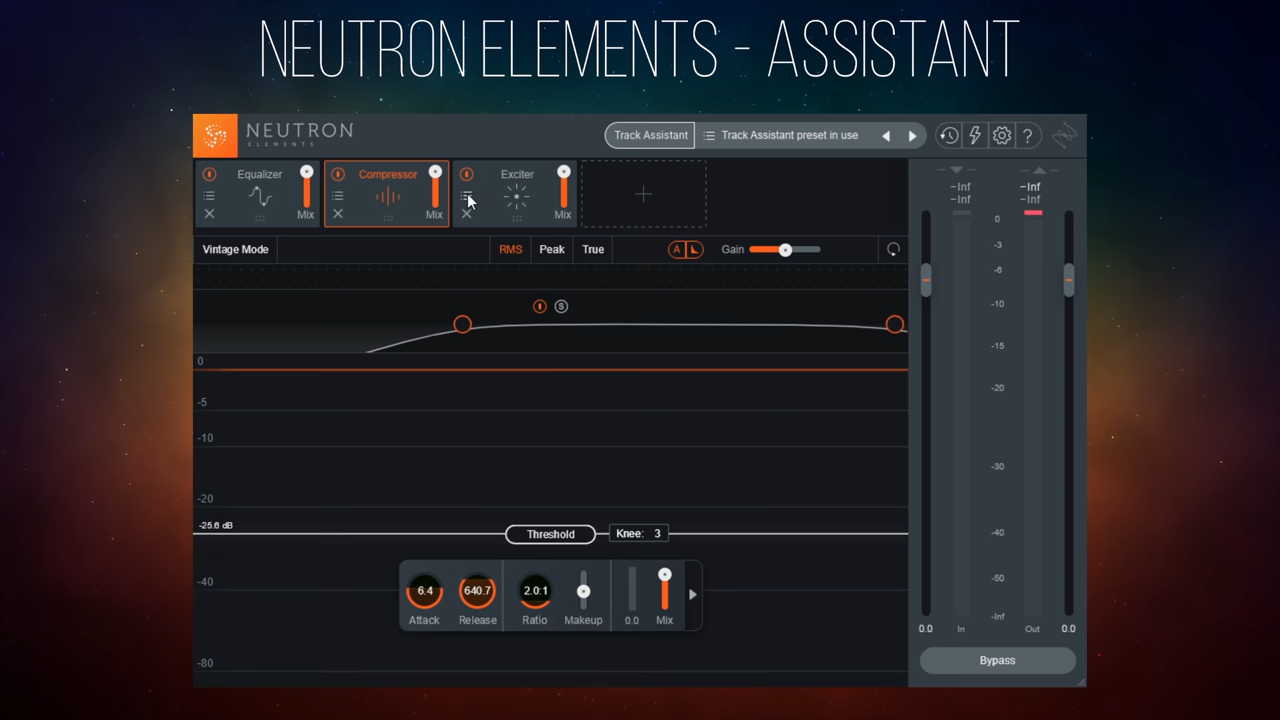 NEUTRON ELEMENTS - ASSISTANT
NEUTRON
ELEMENTS
Track Assistant
Track Assistant preset in use
?
Equalizer
Mix
Compressor
Mix
Exciter
Mix
Vintage Mode
RMS
Peak
True
A
Gain
S
0
-5
-10
-20
-25.6 dB
-40
-80
Threshold
Knee: 3
6.4
Attack
640.7
Release
2.0:1
Ratio
Makeup
0.0
Mix
-Inf
-Inf
-Inf
-Inf
0
-3
-6
-10
-15
-20
-30
-40
-50
-Inf
0.0
In
Out
0.0
Bypass